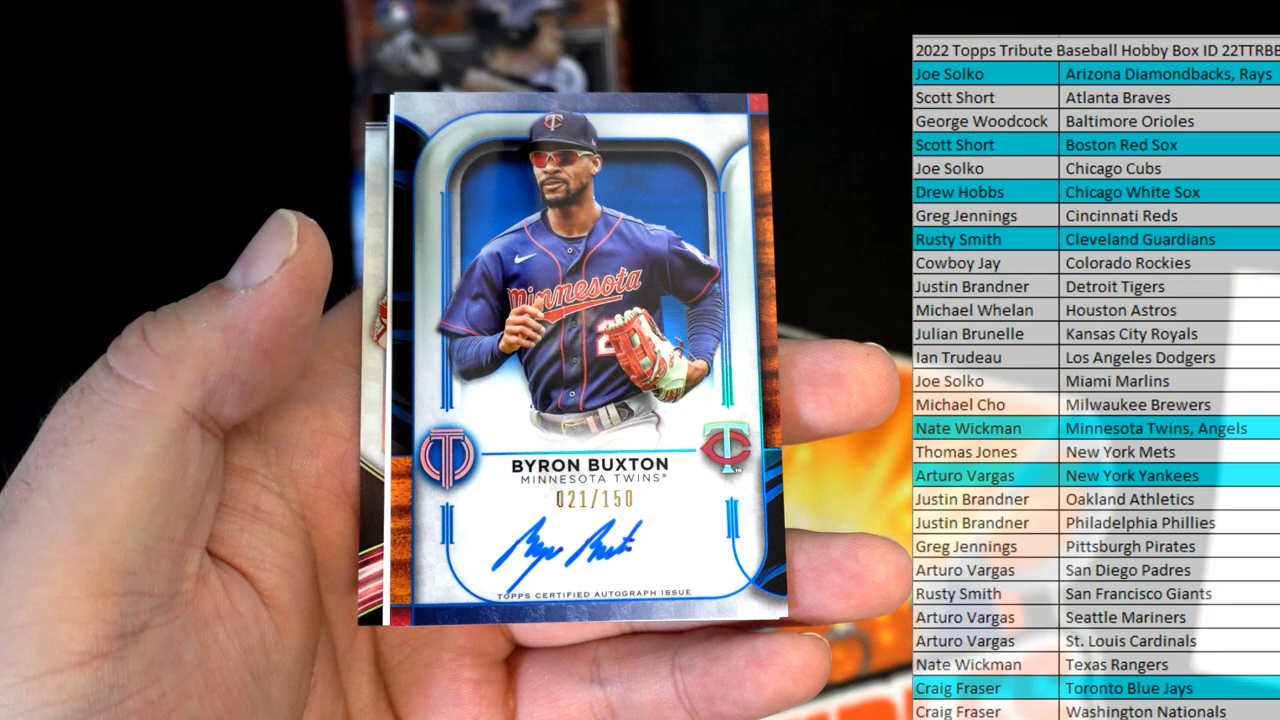 Minnesota
BYRON BUXTON
MINNESOTA TWINS®
021/150
TOPPS CERTIFIED AUTOGRAPH ISSUE
2022 Topps Tribute Baseball Hobby Box ID 22TTRBB
Joe Solko Arizona Diamondbacks, Rays
Scott Short Atlanta Braves
George Woodcock Baltimore Orioles
Scott Short Boston Red Sox
Joe Solko Chicago Cubs
Drew Hobbs Chicago White Sox
Greg Jennings Cincinnati Reds
Rusty Smith Cleveland Guardians
Cowboy Jay Colorado Rockies
Justin Brandner Detroit Tigers
Michael Whelan Houston Astros
Julian Brunelle Kansas City Royals
Ian Trudeau Los Angeles Dodgers
Joe Solko Miami Marlins
Michael Cho Milwaukee Brewers
Nate Wickman Minnesota Twins, Angels
Thomas Jones New York Mets
Arturo Vargas New York Yankees
Justin Brandner Oakland Athletics
Justin Brandner Philadelphia Phillies
Greg Jennings Pittsburgh Pirates
Arturo Vargas San Diego Padres
Rusty Smith San Francisco Giants
Arturo Vargas Seattle Mariners
Arturo Vargas St. Louis Cardinals
Nate Wickman Texas Rangers
Craig Fraser Toronto Blue Jays
Craig Fraser Washington Nationals